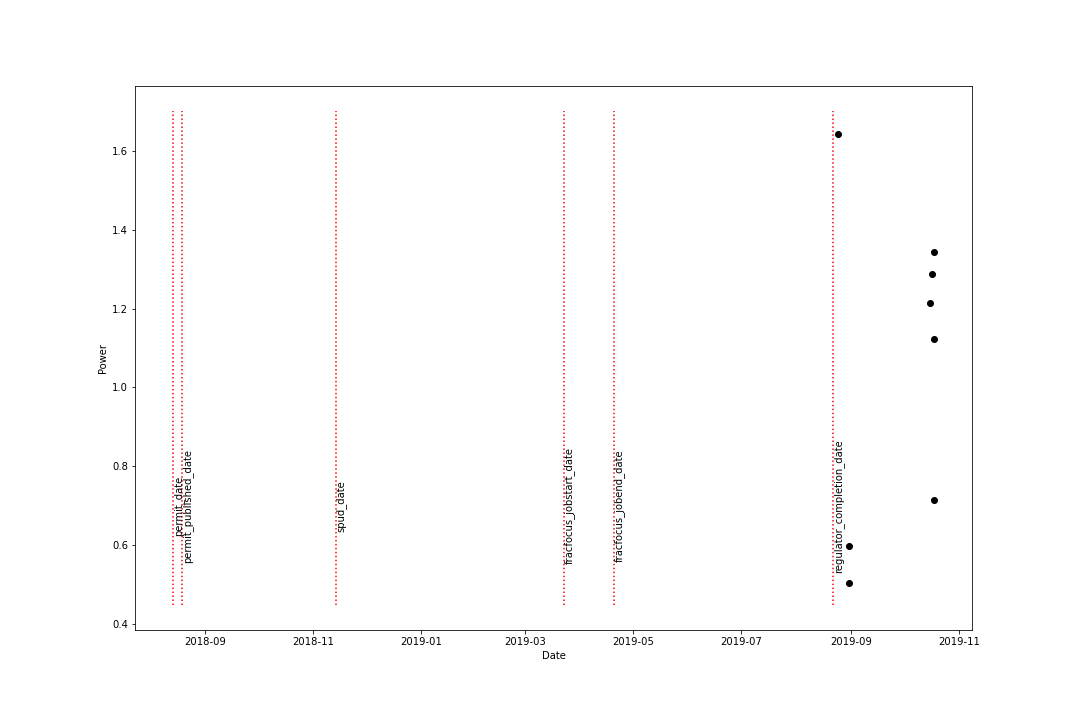 1.6
1.4
1.2
1.0
0.8
0.6
0.4
Power
permit_date
permit_published_date
spud_date
fracfocus_jobstart_date
fracfocus_jobend_date
regulator_completion_date
2018-09
2018-11
2019-01
2019-03
2019-05
2019-07
2019-09
2019-11
Date